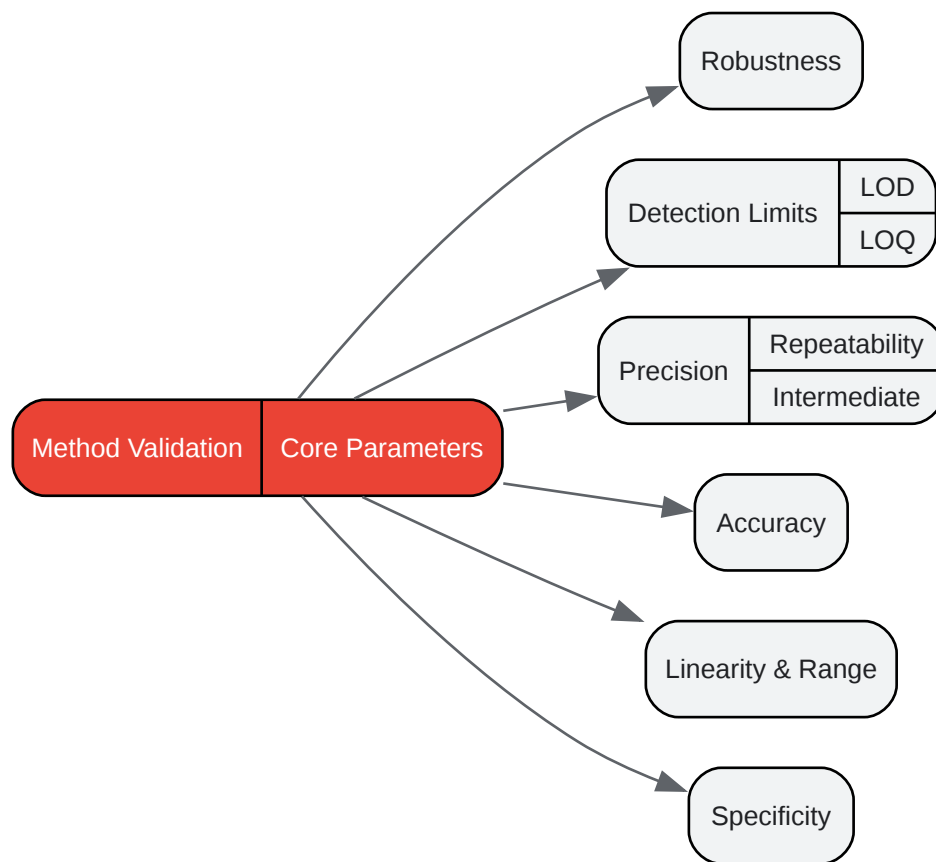 Robustness
Detection Limits
LOD
LOQ
Precision
Repeatability
Intermediate
Method Validation
Core Parameters
Accuracy
Linearity & Range
Specificity